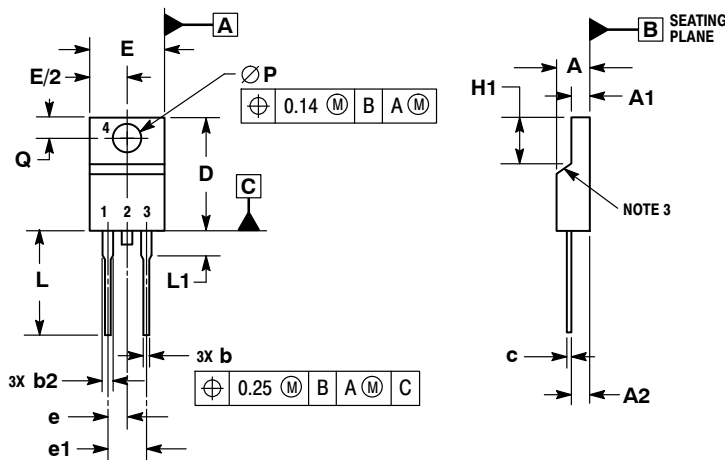 E
A
E/2
Ø P
⌖ 0.14 Ⓜ B A Ⓜ
4
Q
D
C
1 2 3
L
L1
3X b
3X b2
⌖ 0.25 Ⓜ B A Ⓜ C
e
e1
B SEATING
PLANE
A
H1
A1
NOTE 3
c
A2